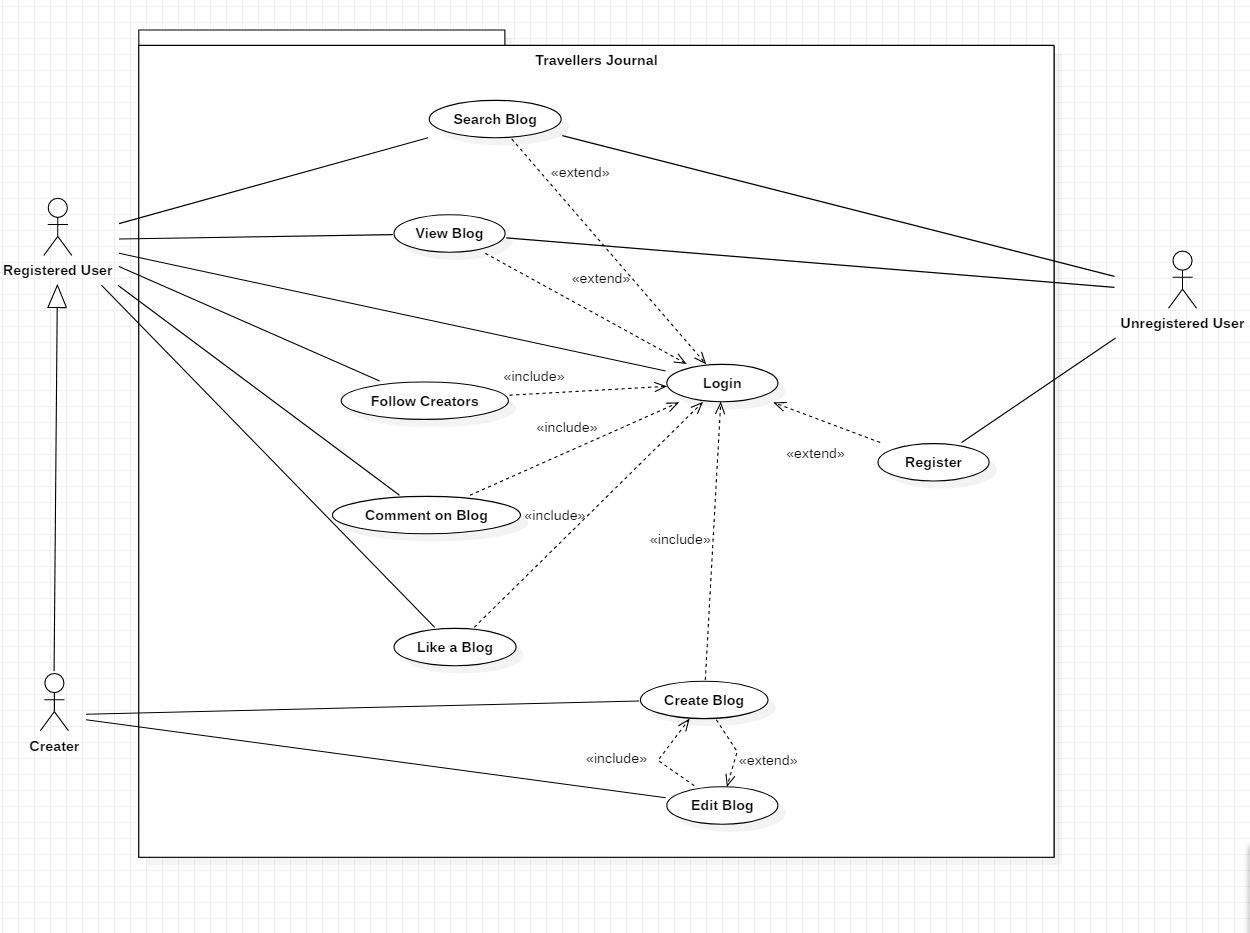 Travellers Journal
Search Blog
«extend»
View Blog
Registered User
«extend»
Unregistered User
«include»
Login
Follow Creators
«include»
«extend»
Register
Comment on Blog
«include»
«include»
Like a Blog
Create Blog
Creater
«include»
«extend»
Edit Blog